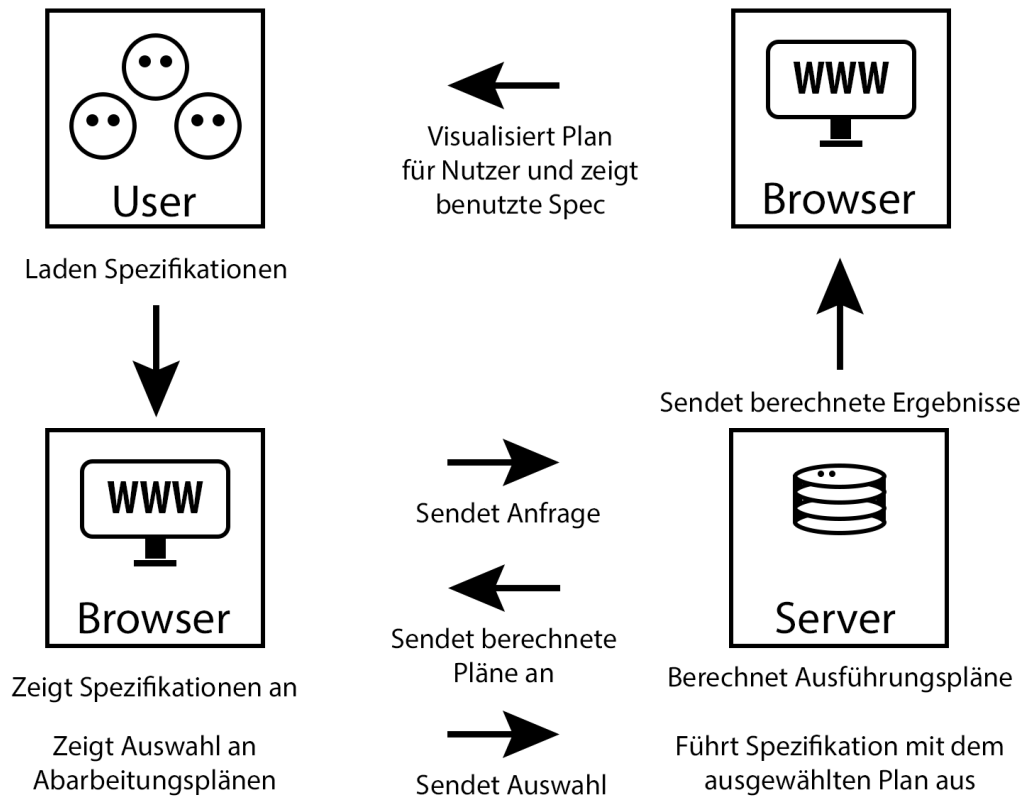 User
Laden Spezifikationen
Visualisiert Plan
für Nutzer und zeigt
benutzte Spec
WWW
Browser
Sendet berechnete Ergebnisse
WWW
Browser
Zeigt Spezifikationen an
Zeigt Auswahl an
Abarbeitungsplänen
Sendet Anfrage
Sendet berechnete
Pläne an
Sendet Auswahl
Server
Berechnet Ausführungspläne
Führt Spezifikation mit dem
ausgewählten Plan aus